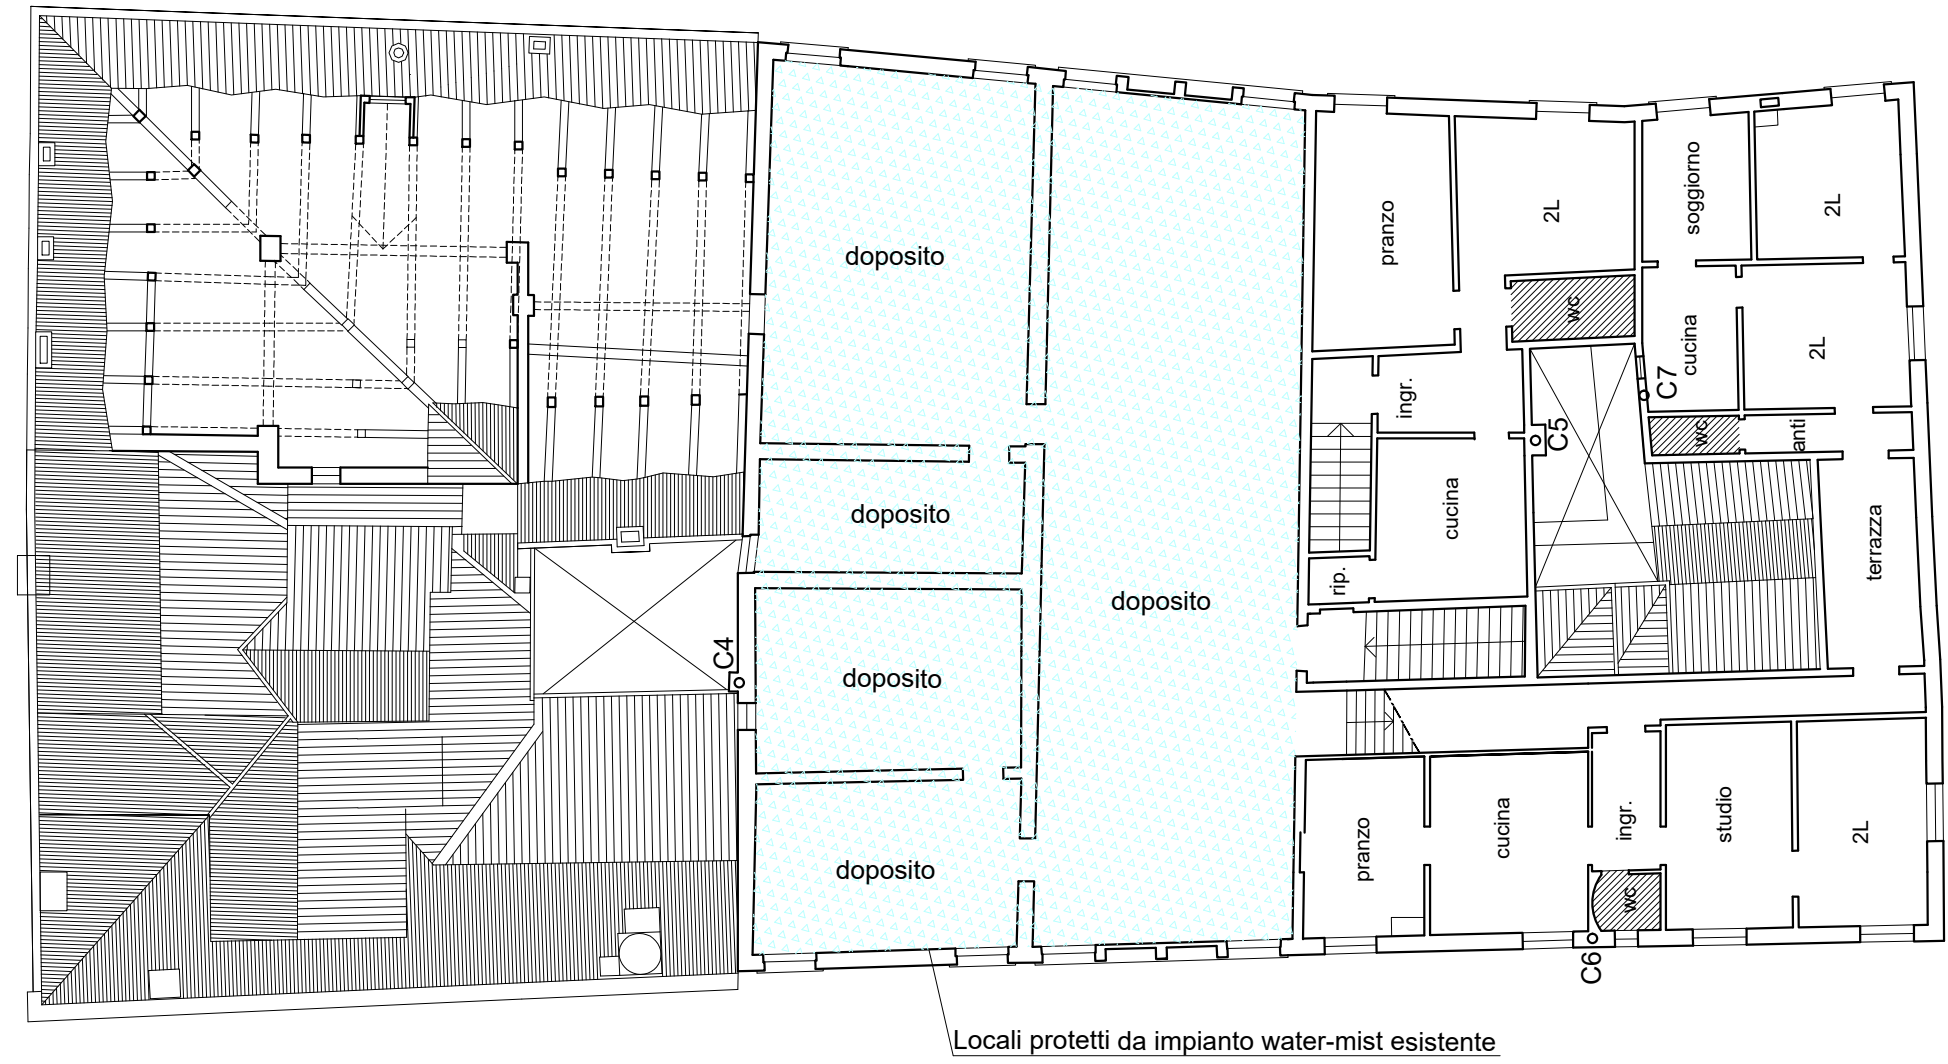 doposito
doposito
doposito
doposito
doposito
pranzo
2L
soggiorno
2L
wc
cucina
2L
C7
ingr.
C5
wc
anti
cucina
terrazza
rip.
C4
pranzo
cucina
ingr.
studio
2L
wc
C6
Locali protetti da impianto water-mist esistente